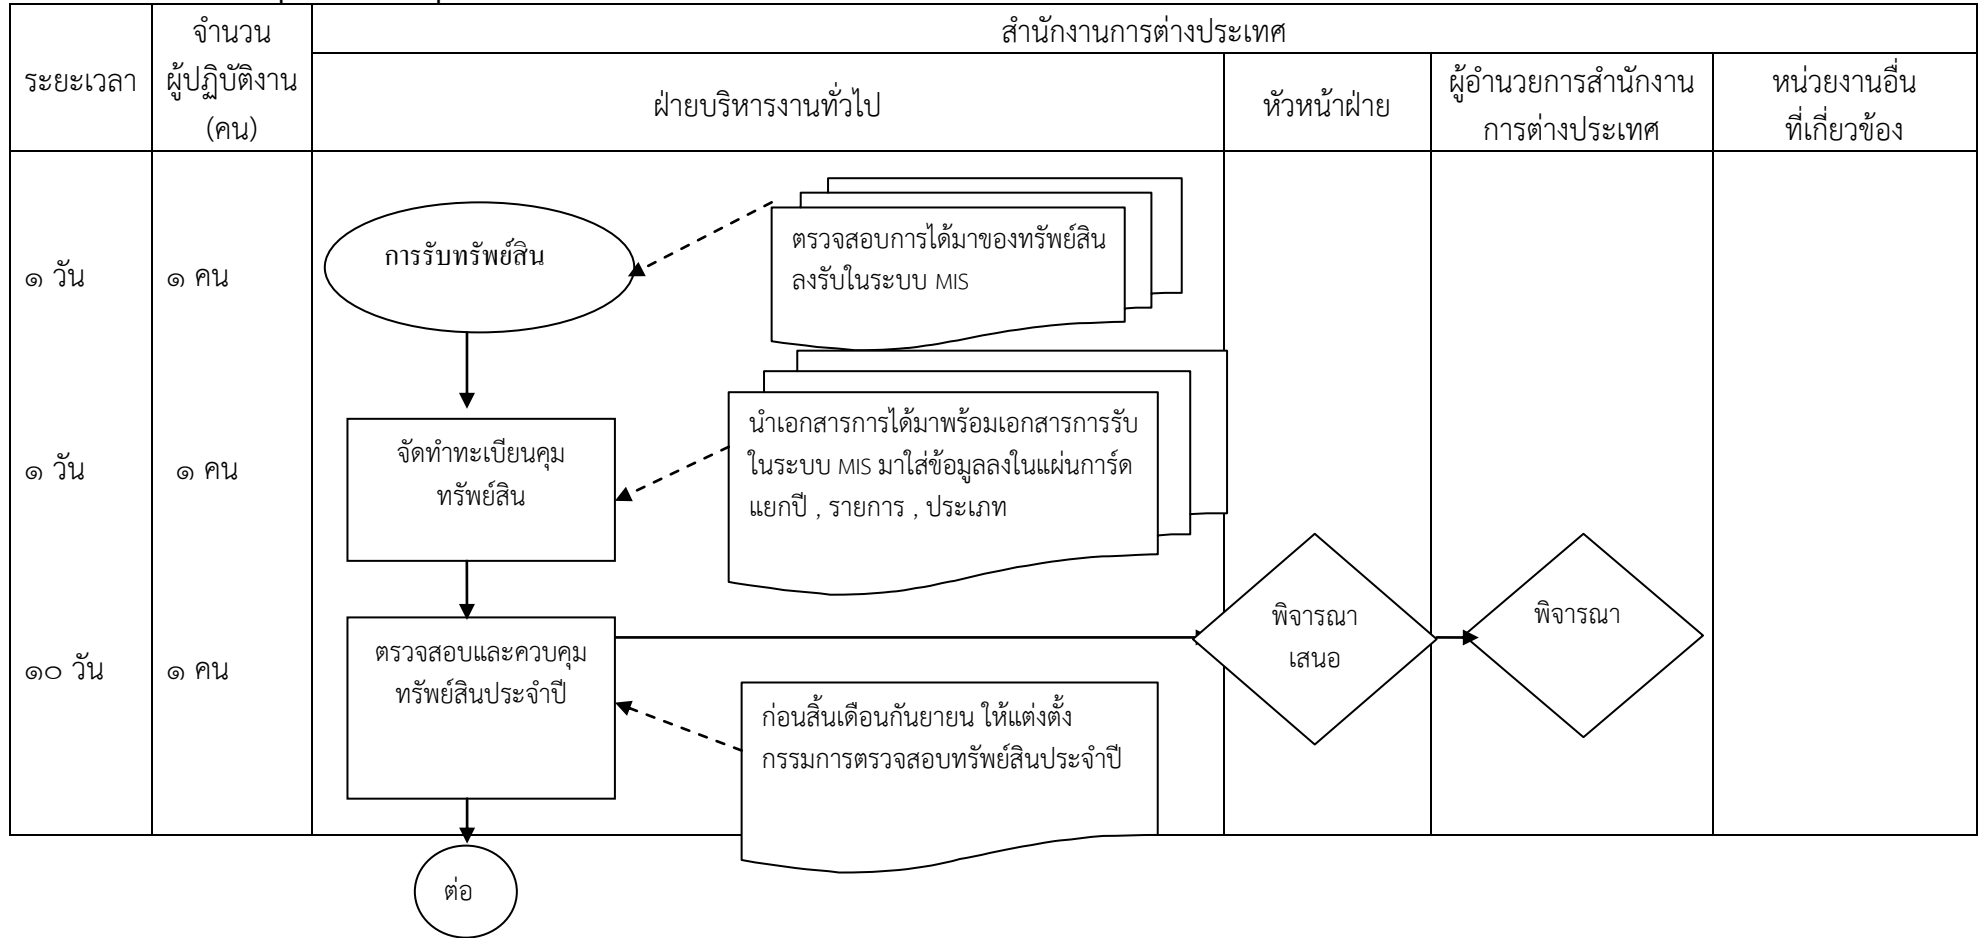 ระยะเวลา
จำนวน
ผู้ปฏิบัติงาน
(คน)
สำนักงานการต่างประเทศ
ฝ่ายบริหารงานทั่วไป
หัวหน้าฝ่าย
ผู้อำนวยการสำนักงาน
การต่างประเทศ
หน่วยงานอื่น
ที่เกี่ยวข้อง
๑ วัน
๑ คน
การรับทรัพย์สิน
ตรวจสอบการได้มาของทรัพย์สิน
ลงรับในระบบ MIS
๑ วัน
๑ คน
จัดทำทะเบียนคุม
ทรัพย์สิน
นำเอกสารการได้มาพร้อมเอกสารการรับ
ในระบบ MIS มาใส่ข้อมูลลงในแผ่นการ์ด
แยกปี , รายการ , ประเภท
๑๐ วัน
๑ คน
ตรวจสอบและควบคุม
ทรัพย์สินประจำปี
พิจารณา
เสนอ
พิจารณา
ก่อนสิ้นเดือนกันยายน ให้แต่งตั้ง
กรรมการตรวจสอบทรัพย์สินประจำปี
ต่อ